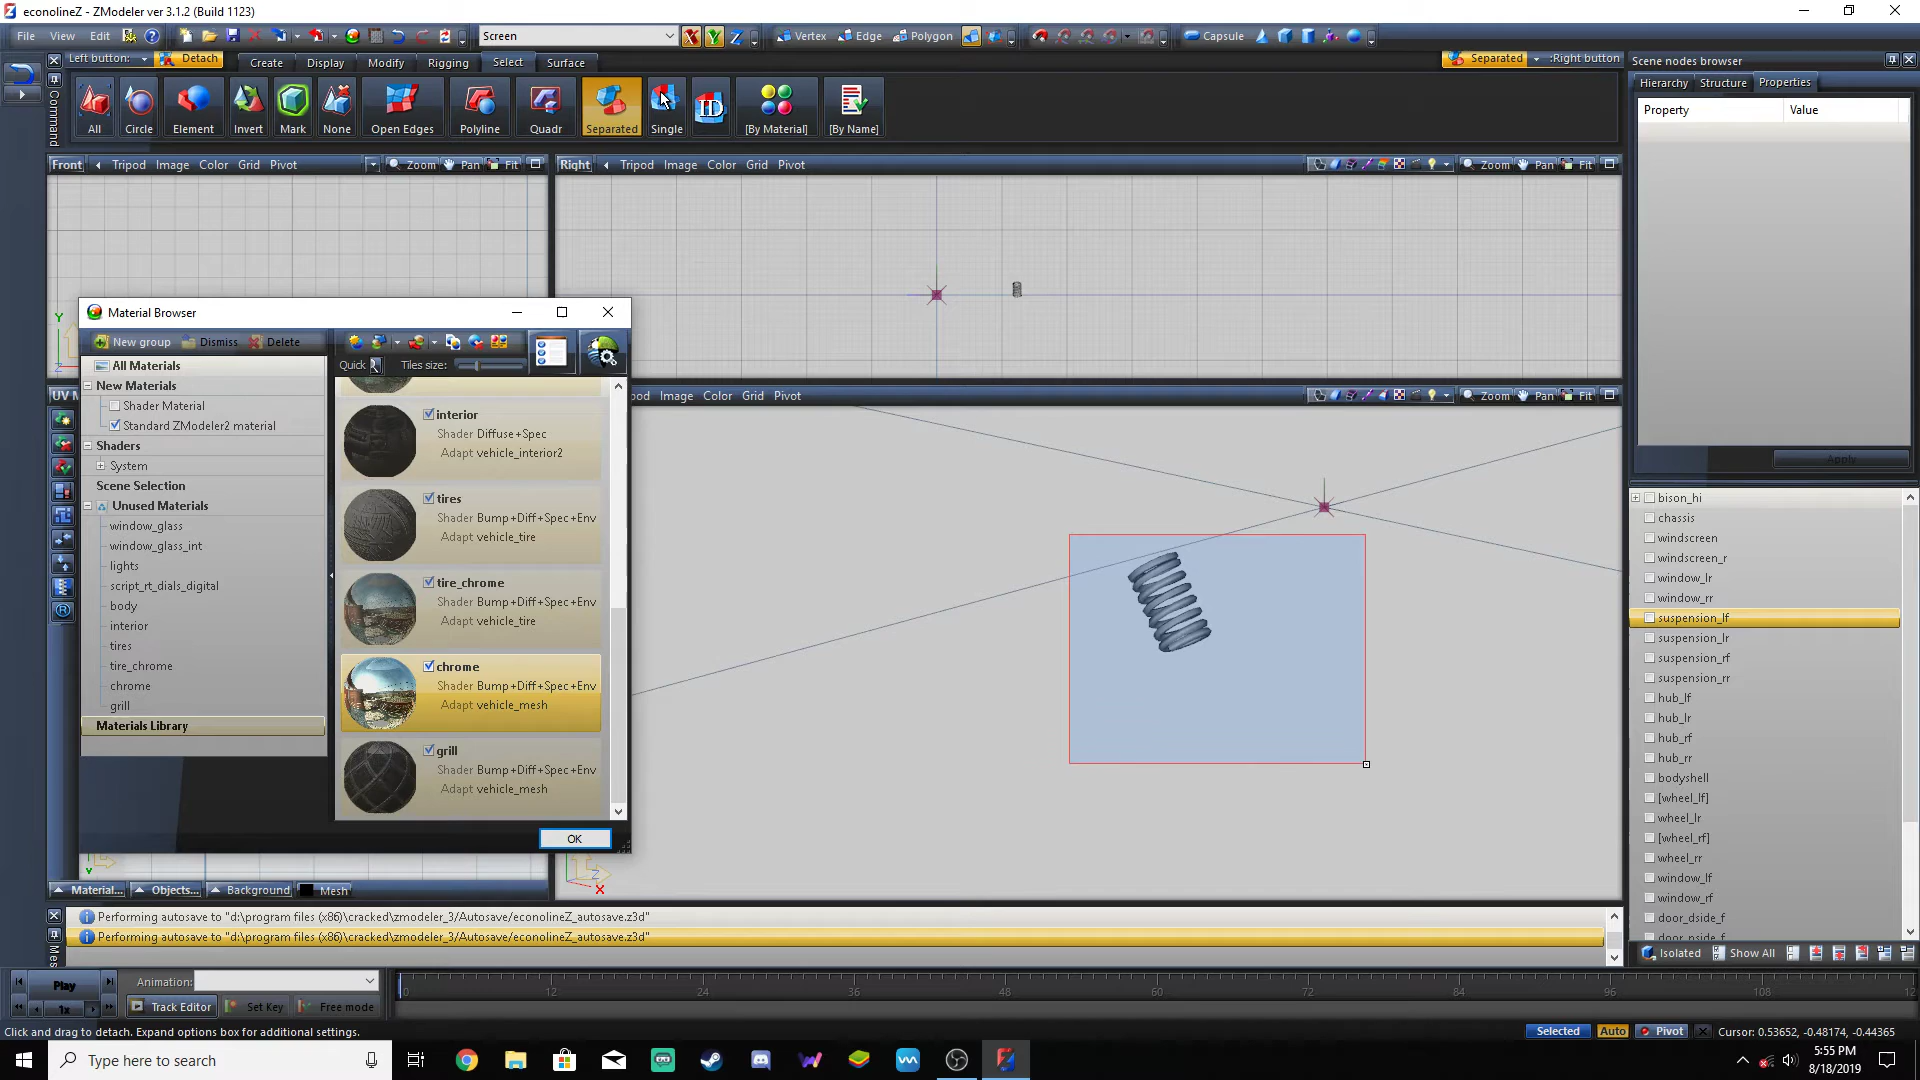 econolineZ - ZModeler ver 3.1.2 (Build 1123)
File View Edit Screen X Y Z Vertex Edge Polygon Capsule
Left button: Detach Create Display Modify Rigging Select Surface Separated :Right button
Command
All Circle Element Invert Mark None Open Edges Polyline Quadr Separated Single ID [By Material] [By Name]
Front Tripod Image Color Grid Pivot Zoom Pan Fit
Right Tripod Image Color Grid Pivot Zoom Pan Fit
Material Browser
New group Dismiss Delete
Quick Tiles size:
All Materials
New Materials
Shader Material
Standard ZModeler2 material
Shaders
System
Scene Selection
Unused Materials
window_glass
window_glass_int
lights
script_rt_dials_digital
body
interior
tires
tire_chrome
chrome
grill
Materials Library
interior
Shader Diffuse+Spec
Adapt vehicle_interior2
tires
Shader Bump+Diff+Spec+Env
Adapt vehicle_tire
tire_chrome
Shader Bump+Diff+Spec+Env
Adapt vehicle_tire
chrome
Shader Bump+Diff+Spec+Env
Adapt vehicle_mesh
grill
Shader Bump+Diff+Spec+Env
Adapt vehicle_mesh
OK
UV M
pod Image Color Grid Pivot Zoom Pan Fit
Y
Y
Z
X
Material... Objects... Background Mesh
Scene nodes browser
Hierarchy Structure Properties
Property Value
Apply
bison_hi
chassis
windscreen
windscreen_r
window_lr
window_rr
suspension_lf
suspension_lr
suspension_rf
suspension_rr
hub_lf
hub_lr
hub_rf
hub_rr
bodyshell
[wheel_lf]
wheel_lr
[wheel_rf]
wheel_rr
window_lf
window_rf
door_dside_f
door_pside_f
Isolated Show All
Performing autosave to "d:\program files (x86)\cracked\zmodeler_3/Autosave/econolineZ_autosave.z3d"
Performing autosave to "d:\program files (x86)\cracked\zmodeler_3/Autosave/econolineZ_autosave.z3d"
Mes
Play Animation:
1x Track Editor Set Key Free mode
0 12 24 36 48 60 72 84 96 108 12
Click and drag to detach. Expand options box for additional settings.
Selected Auto Pivot Cursor: 0.53652, -0.48174, -0.44365
Type here to search
5:55 PM
8/18/2019